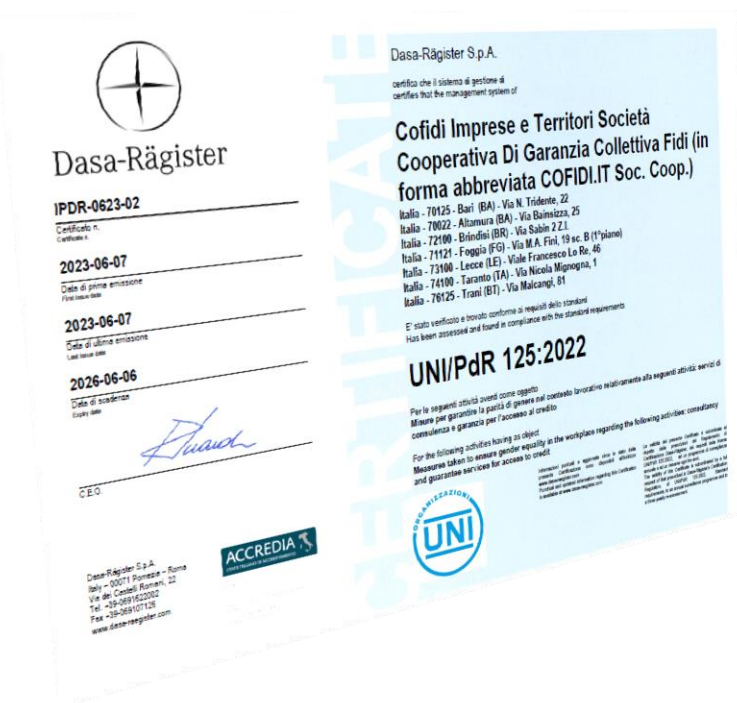 Dasa-Rägister
IPDR-0623-02
Certificato n.
Certificate n.
2023-06-07
Data di prima emissione
First issue date
2023-06-07
Data di ultima emissione
Last issue date
2026-06-06
Data di scadenza
Expiry date
C.E.O.
Dasa-Rägister S.p.A.
Italy – 00071 Pomezia – Roma
Via dei Castelli Romani, 22
Tel. +39-0691622002
Fax +39-069107126
www.dasa-raegister.com
ACCREDIA
CERTIFICATE
Dasa-Rägister S.p.A.
certifica che il sistema di gestione di
certifies that the management system of
Cofidi Imprese e Territori Società
Cooperativa Di Garanzia Collettiva Fidi (in
forma abbreviata COFIDI.IT Soc. Coop.)
Italia - 70125 - Bari (BA) - Via N. Tridente, 22
Italia - 70022 - Altamura (BA) - Via Bainsizza, 25
Italia - 72100 - Brindisi (BR) - Via Sabin 2 Z.I.
Italia - 71121 - Foggia (FG) - Via M.A. Fini, 19 sc. B (1°piano)
Italia - 73100 - Lecce (LE) - Viale Francesco Lo Re, 46
Italia - 74100 - Taranto (TA) - Via Nicola Mignogna, 1
Italia - 76125 - Trani (BT) - Via Malcangi, 81
E' stato verificato e trovato conforme ai requisiti dello standard
Has been assessed and found in compliance with the standard requirements
UNI/PdR 125:2022
Per le seguenti attività aventi come oggetto
Misure per garantire la parità di genere nel contesto lavorativo relativamente alla seguenti attività: servizi di
consulenza e garanzia per l'accesso al credito
For the following activities having as object
Measures taken to ensure gender equality in the workplace regarding the following activities: consultancy
and guarantee services for access to credit
ORGANIZZAZIONI
UNI